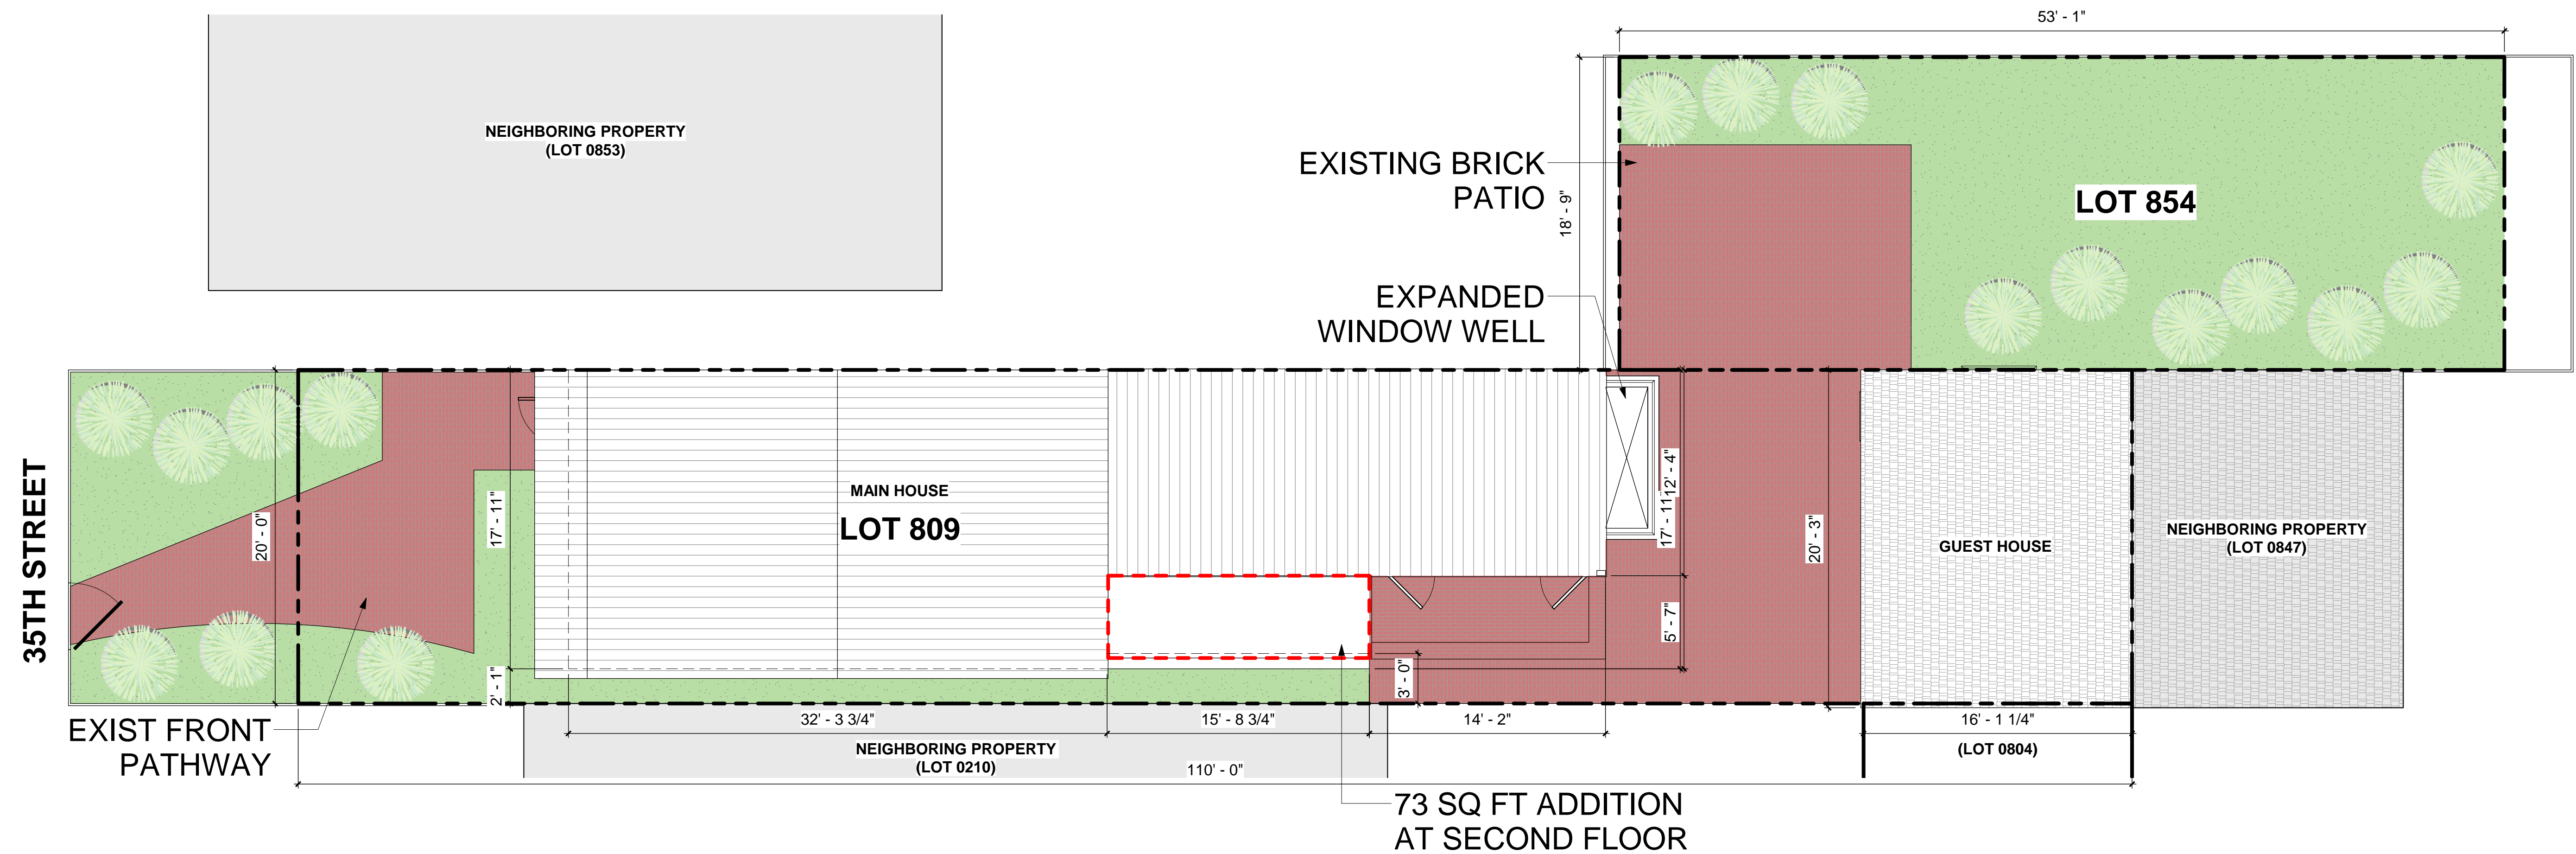 53' - 1"
NEIGHBORING PROPERTY
(LOT 0853)
EXISTING BRICK
PATIO
18' - 9"
LOT 854
EXPANDED
WINDOW WELL
35TH STREET
20' - 0"
17' - 11"
2' - 1"
MAIN HOUSE
LOT 809
12' - 4"
17' - 11"
5' - 7"
3' - 0"
20' - 3"
GUEST HOUSE
NEIGHBORING PROPERTY
(LOT 0847)
EXIST FRONT
PATHWAY
32' - 3 3/4"
15' - 8 3/4"
14' - 2"
16' - 1 1/4"
NEIGHBORING PROPERTY
(LOT 0210)
(LOT 0804)
110' - 0"
73 SQ FT ADDITION
AT SECOND FLOOR